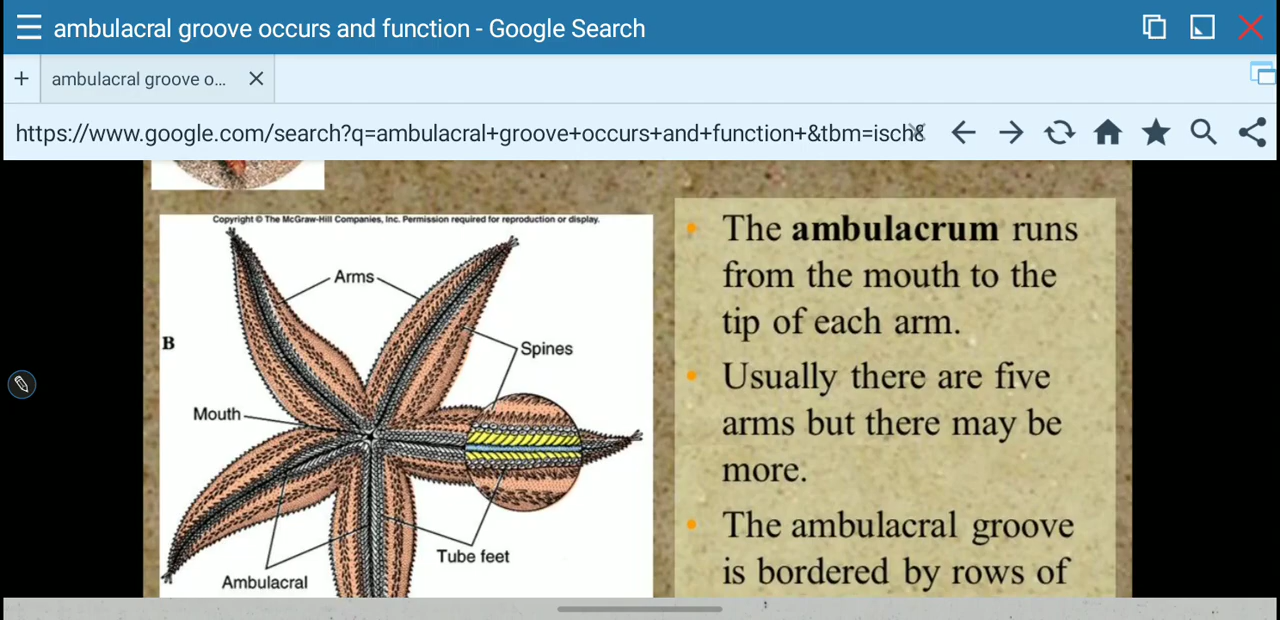 ambulacral groove occurs and function - Google Search
ambulacral groove o...
https://www.google.com/search?q=ambulacral+groove+occurs+and+function+&tbm=isch&
Copyright © The McGraw-Hill Companies, Inc. Permission required for reproduction or display.
Arms
B
Spines
Mouth
Tube feet
Ambulacral
• The ambulacrum runs
from the mouth to the
tip of each arm.
• Usually there are five
arms but there may be
more.
• The ambulacral groove
is bordered by rows of